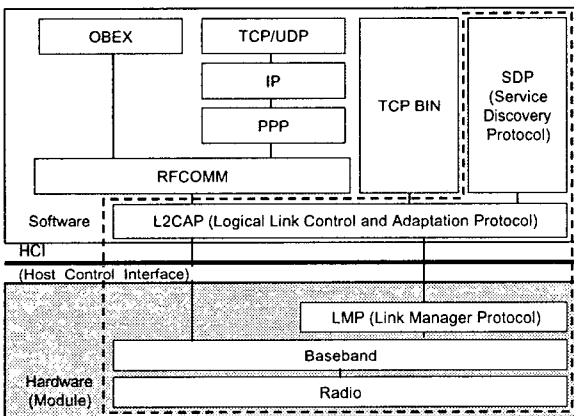 OBEX
TCP/UDP
IP
PPP
TCP BIN
SDP
(Service
Discovery
Protocol)
RFCOMM
Software
L2CAP (Logical Link Control and Adaptation Protocol)
HCI
(Host Control Interface)
LMP (Link Manager Protocol)
Baseband
Hardware
(Module)
Radio